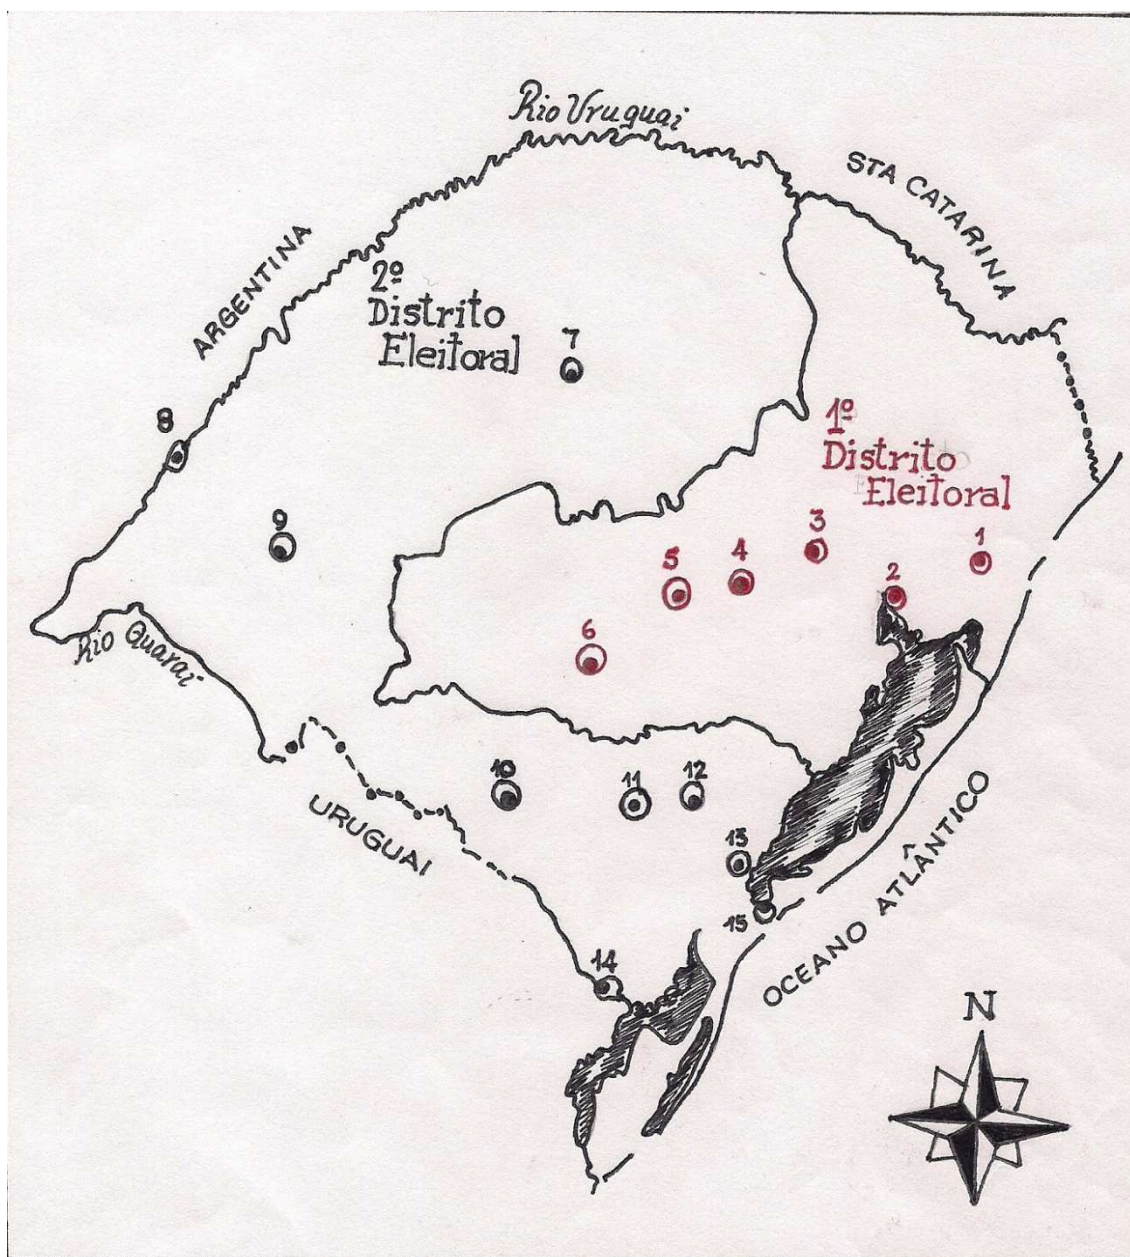 Rio Uruguai
STA CATARINA
ARGENTINA
2º
Distrito
Eleitoral
7
8
1º
Distrito
Eleitoral
9
3
1
5
4
2
6
Rio Quarai
10
11
12
URUGUAI
13
15
OCEANO ATLÂNTICO
14
N